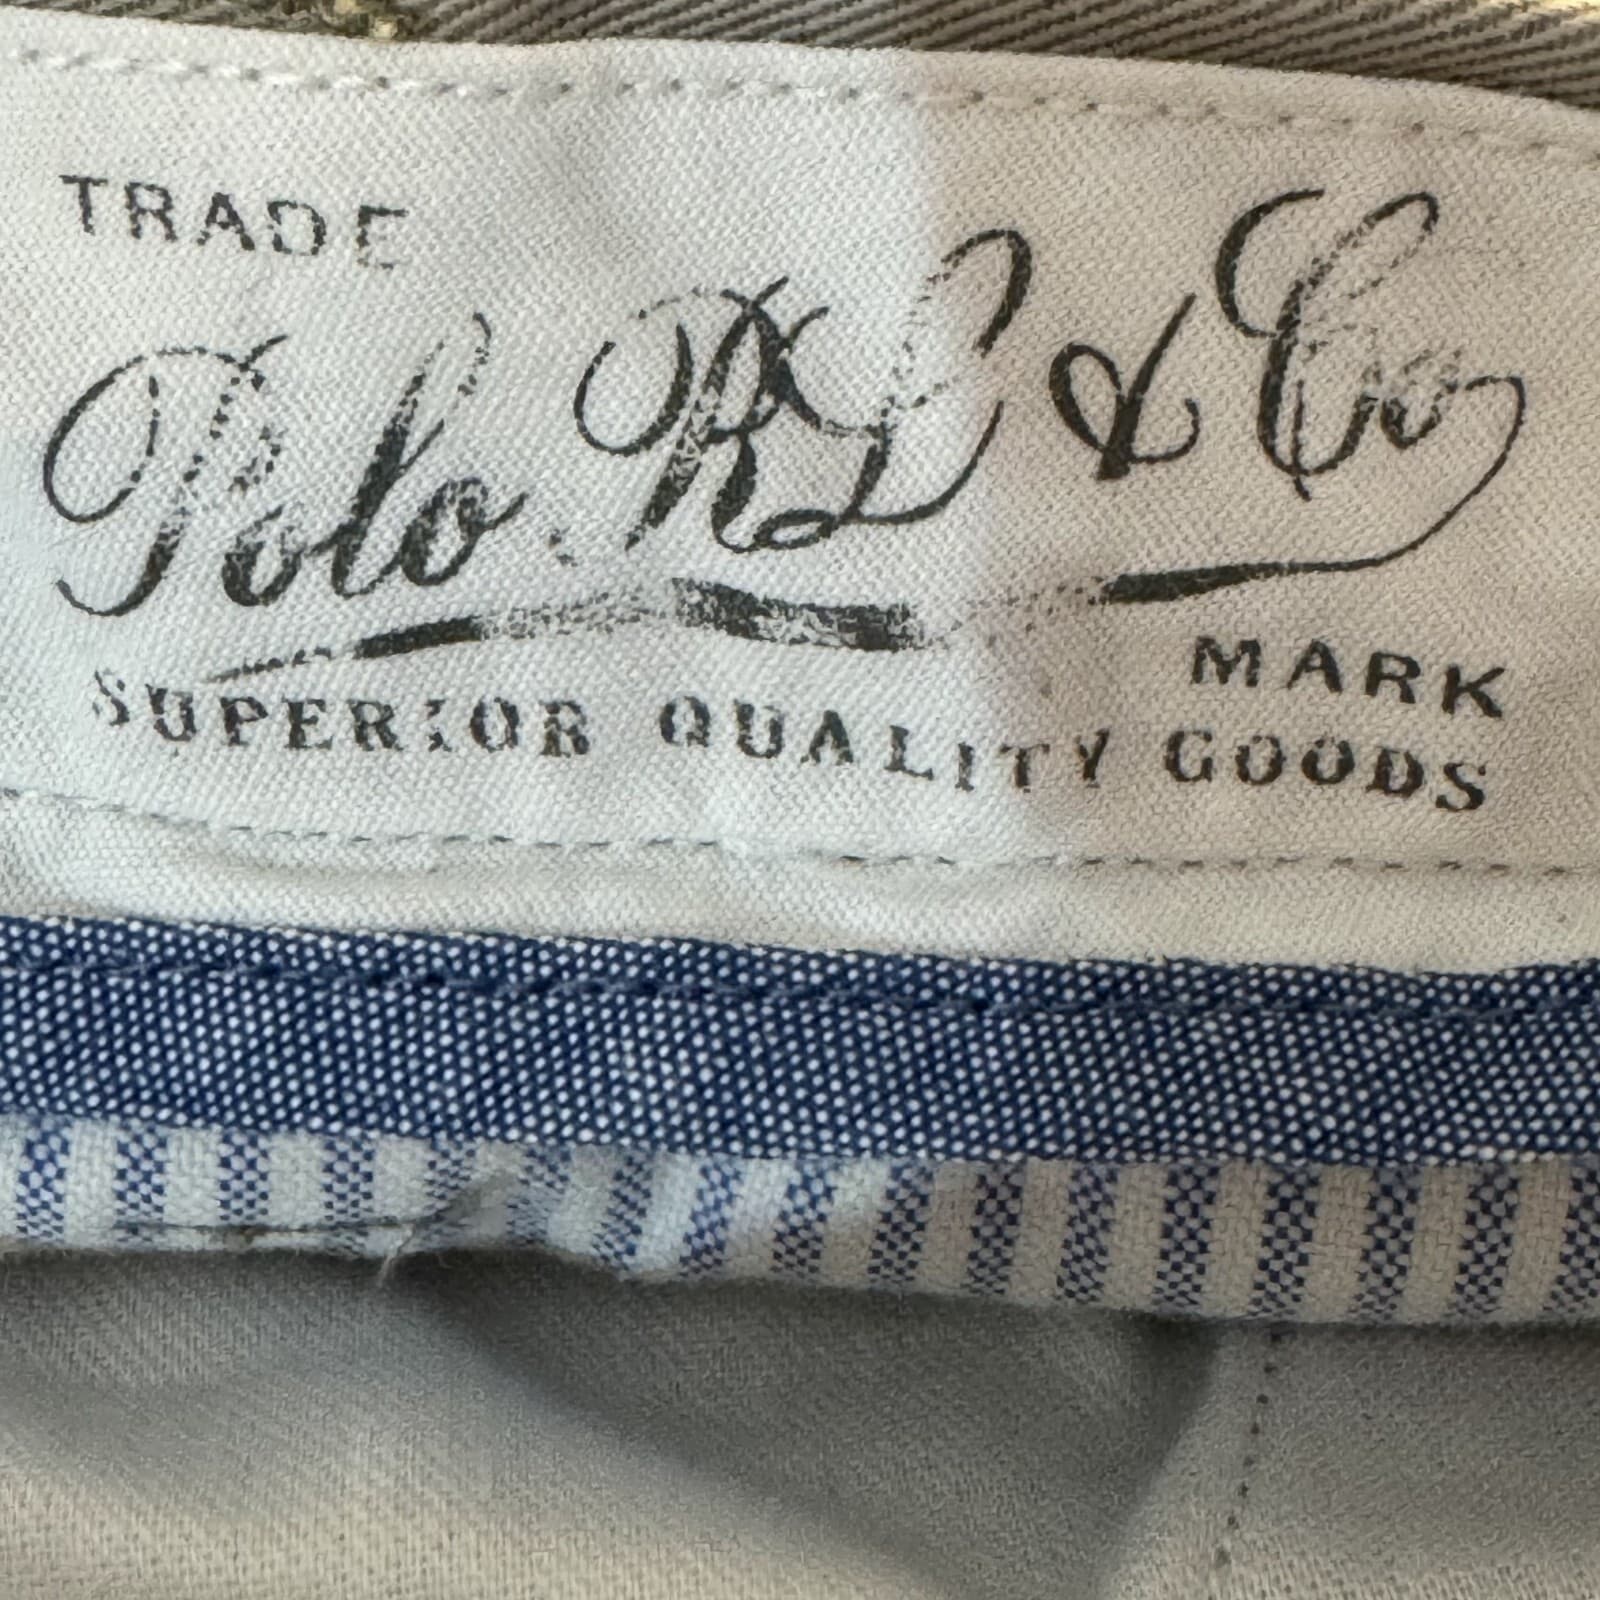 TRADE
Polo. RL & Co
MARK
SUPERIOR QUALITY GOODS